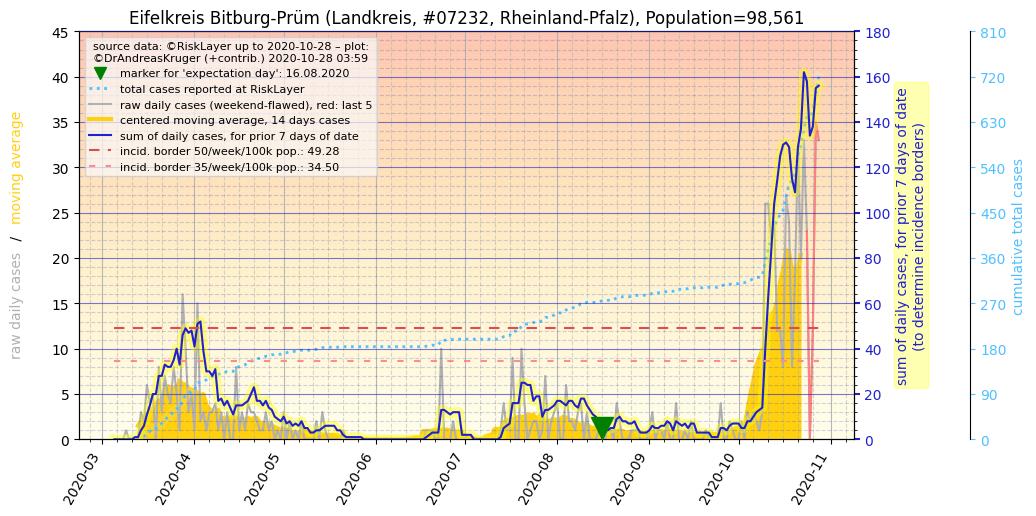 Eifelkreis Bitburg-Prüm (Landkreis, #07232, Rheinland-Pfalz), Population=98,561
source data: ©RiskLayer up to 2020-10-28 – plot:
©DrAndreasKruger (+contrib.) 2020-10-28 03:59
marker for 'expectation day': 16.08.2020
total cases reported at RiskLayer
raw daily cases (weekend-flawed), red: last 5
centered moving average, 14 days cases
sum of daily cases, for prior 7 days of date
incid. border 50/week/100k pop.: 49.28
incid. border 35/week/100k pop.: 34.50
raw daily cases / moving average
45
40
35
30
25
20
15
10
5
0
2020-03
2020-04
2020-05
2020-06
2020-07
2020-08
2020-09
2020-10
2020-11
180
160
140
120
100
80
60
40
20
0
sum of daily cases, for prior 7 days of date
(to determine incidence borders)
810
720
630
540
450
360
270
180
90
0
cumulative total cases